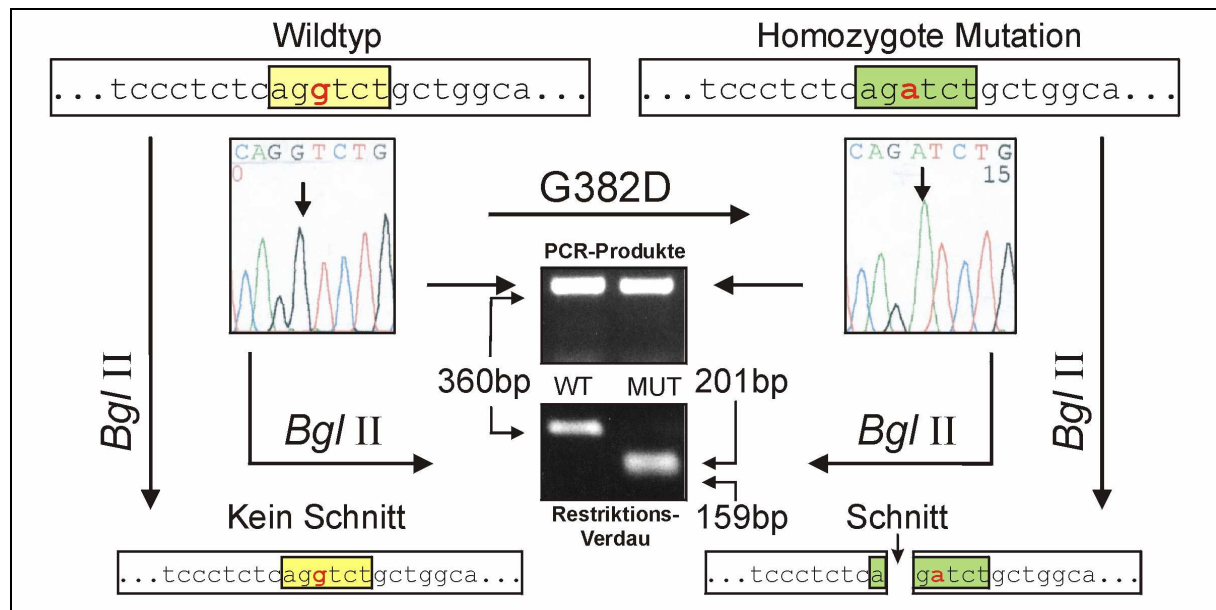 Wildtyp
Homozygote Mutation
...tccctctcaggtctgctggca...
...tccctctcagatctgctggca...
CAGGTCTG
0
CAGATCTG
15
G382D
PCR-Produkte
360bp
WT
MUT
201bp
Bgl II
Bgl II
Bgl II
Bgl II
159bp
Restriktions-
Verdau
Kein Schnitt
Schnitt
...tccctctcaggtctgctggca...
...tccctctca gatctgctggca...